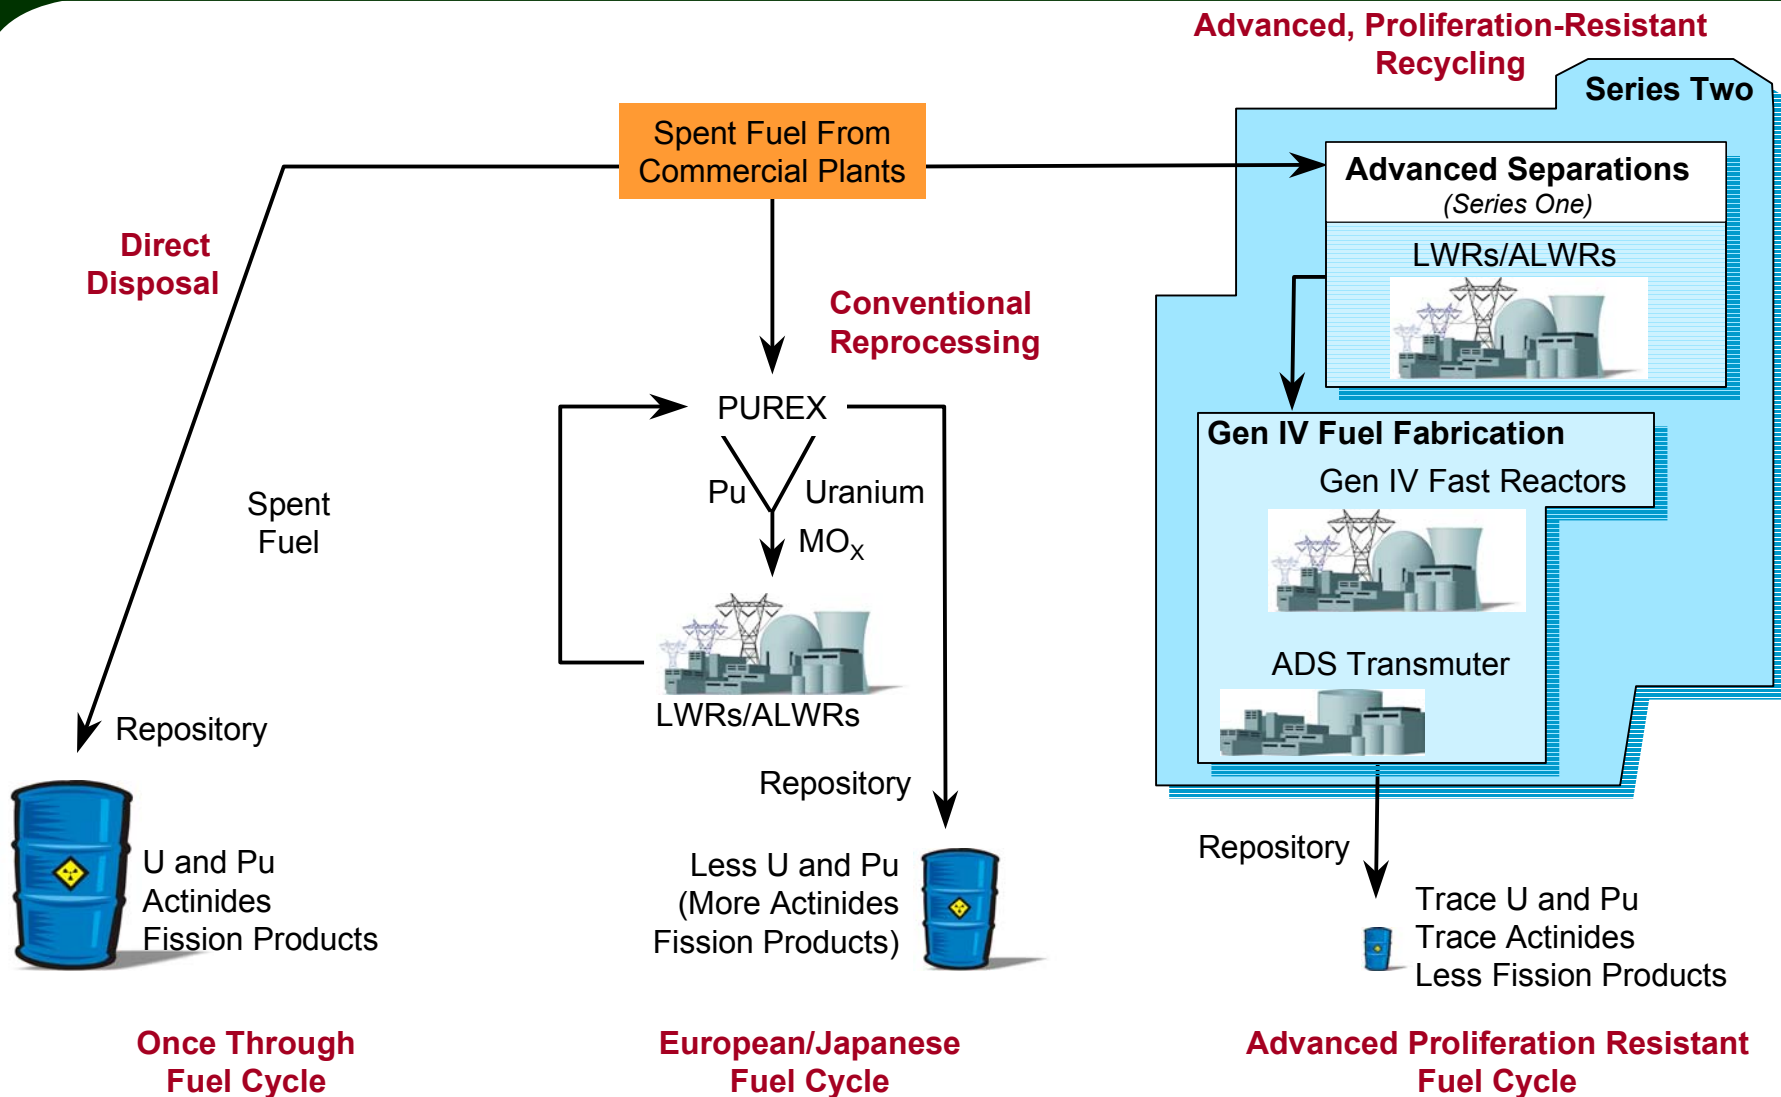 Advanced, Proliferation-Resistant
Recycling
Series Two
Spent Fuel From
Commercial Plants
Advanced Separations
(Series One)
LWRs/ALWRs
Direct
Disposal
Conventional
Reprocessing
PUREX
Pu
Uranium
MOX
Spent
Fuel
LWRs/ALWRs
Gen IV Fuel Fabrication
Gen IV Fast Reactors
ADS Transmuter
Repository
Repository
Repository
U and Pu
Actinides
Fission Products
Less U and Pu
(More Actinides
Fission Products)
Trace U and Pu
Trace Actinides
Less Fission Products
Once Through
Fuel Cycle
European/Japanese
Fuel Cycle
Advanced Proliferation Resistant
Fuel Cycle